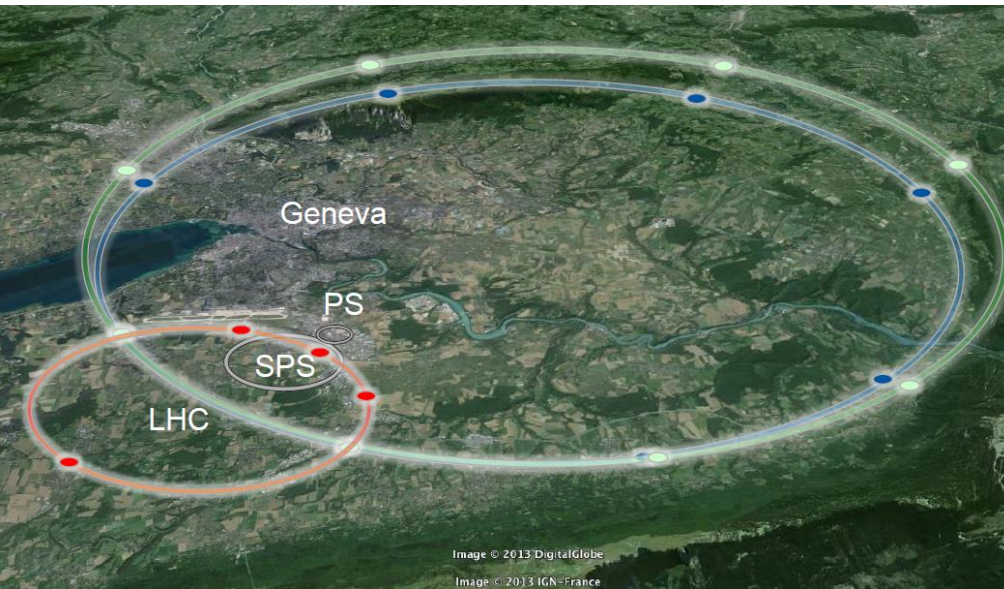 Geneva
PS
SPS
LHC
Image © 2013 DigitalGlobe
Image © 2013 IGN-France